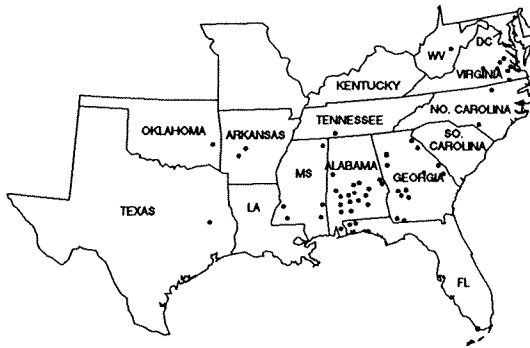 DC
WV
VIRGINIA
KENTUCKY
NO. CAROLINA
TENNESSEE
OKLAHOMA
ARKANSAS
SO.
CAROLINA
MS
ALABAMA
GEORGIA
TEXAS
LA
FL